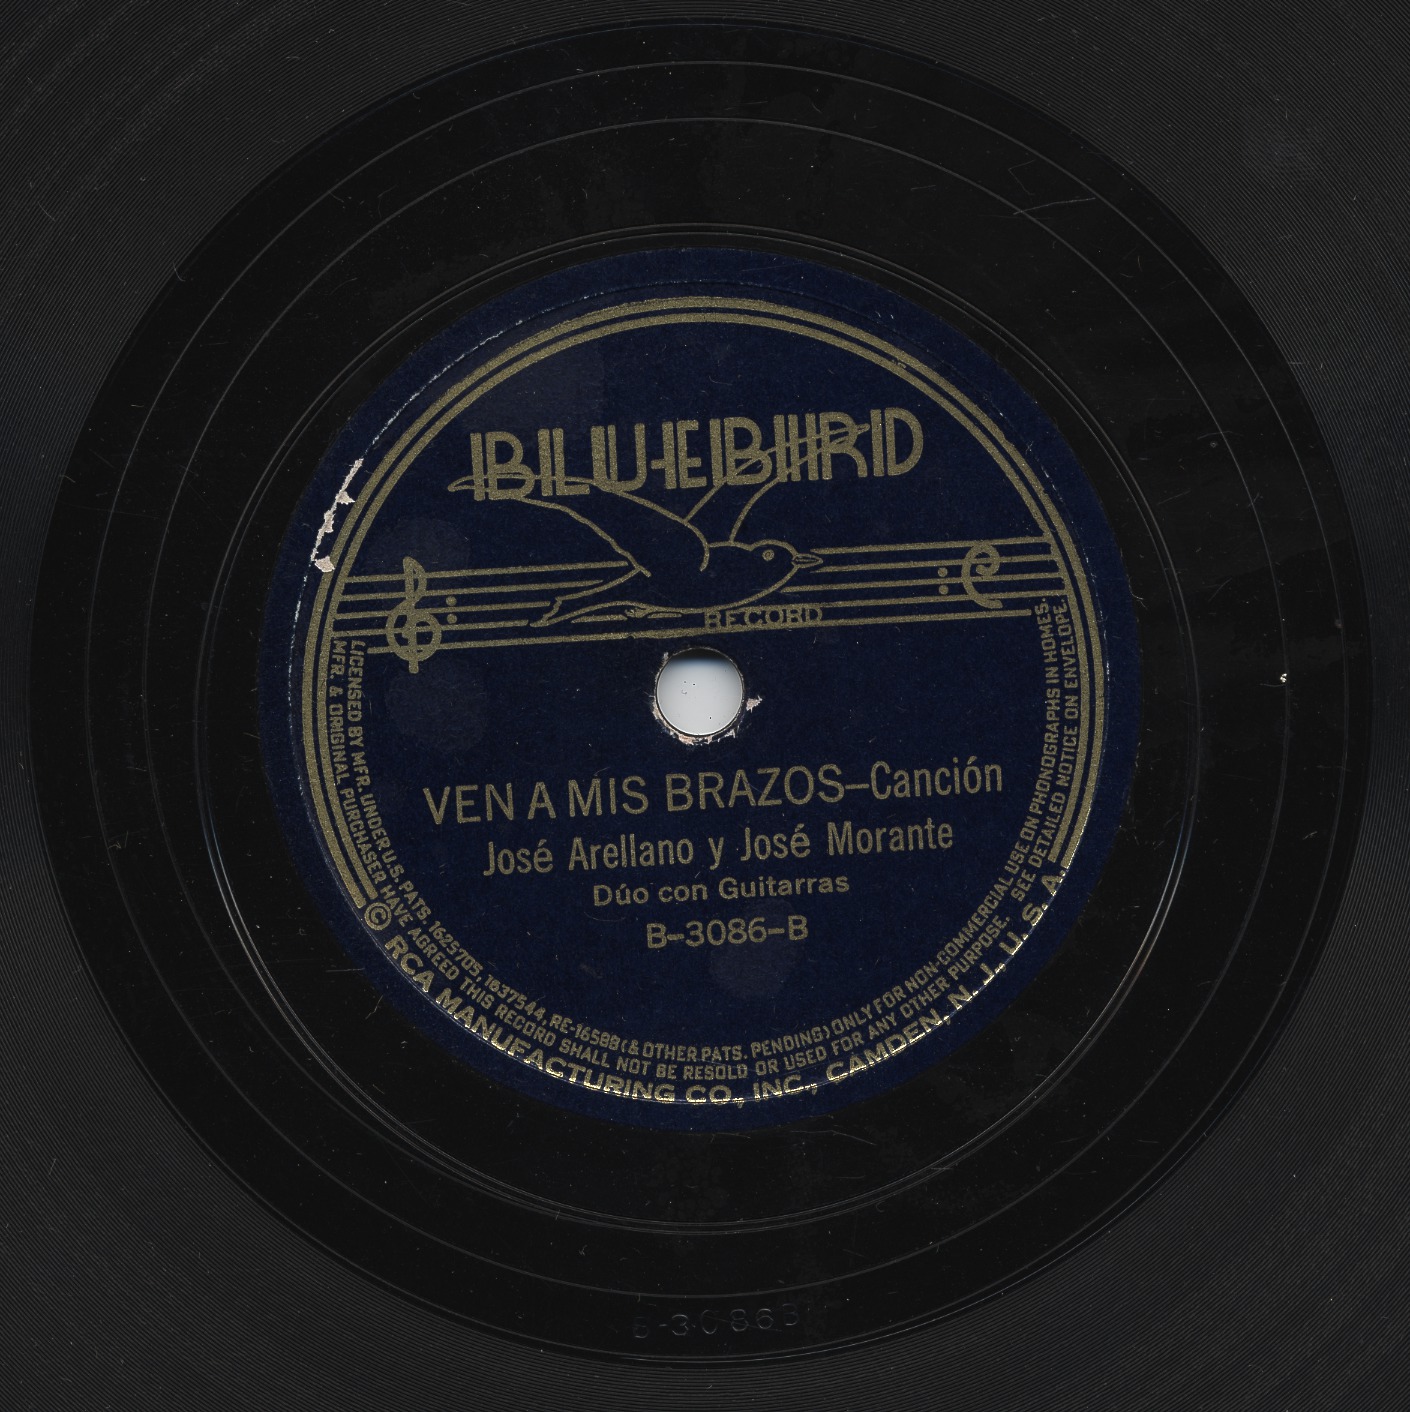 BLUEBIRD
RECORD
VEN A MIS BRAZOS—Canción
José Arellano y José Morante
Dúo con Guitarras
B-3086-B
LICENSED BY MFR. UNDER U.S. PATS. 1625705, 1637544, RE-16588 (& OTHER PATS. PENDING) ONLY FOR NON-COMMERCIAL USE ON PHONOGRAPHS IN HOMES.
MFR. & ORIGINAL PURCHASER HAVE AGREED THIS RECORD SHALL NOT BE RESOLD OR USED FOR ANY OTHER PURPOSE. SEE DETAILED NOTICE ON ENVELOPE.
© RCA MANUFACTURING CO., INC., CAMDEN, N. J., U. S. A.
B-3086B